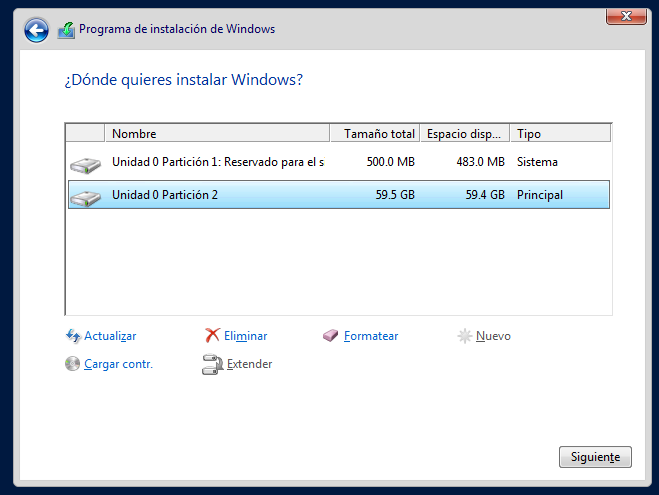 Programa de instalación de Windows
¿Dónde quieres instalar Windows?
Nombre Tamaño total Espacio disp... Tipo
Unidad 0 Partición 1: Reservado para el s 500.0 MB 483.0 MB Sistema
Unidad 0 Partición 2 59.5 GB 59.4 GB Principal
Actualizar Eliminar Formatear Nuevo
Cargar contr. Extender
Siguiente